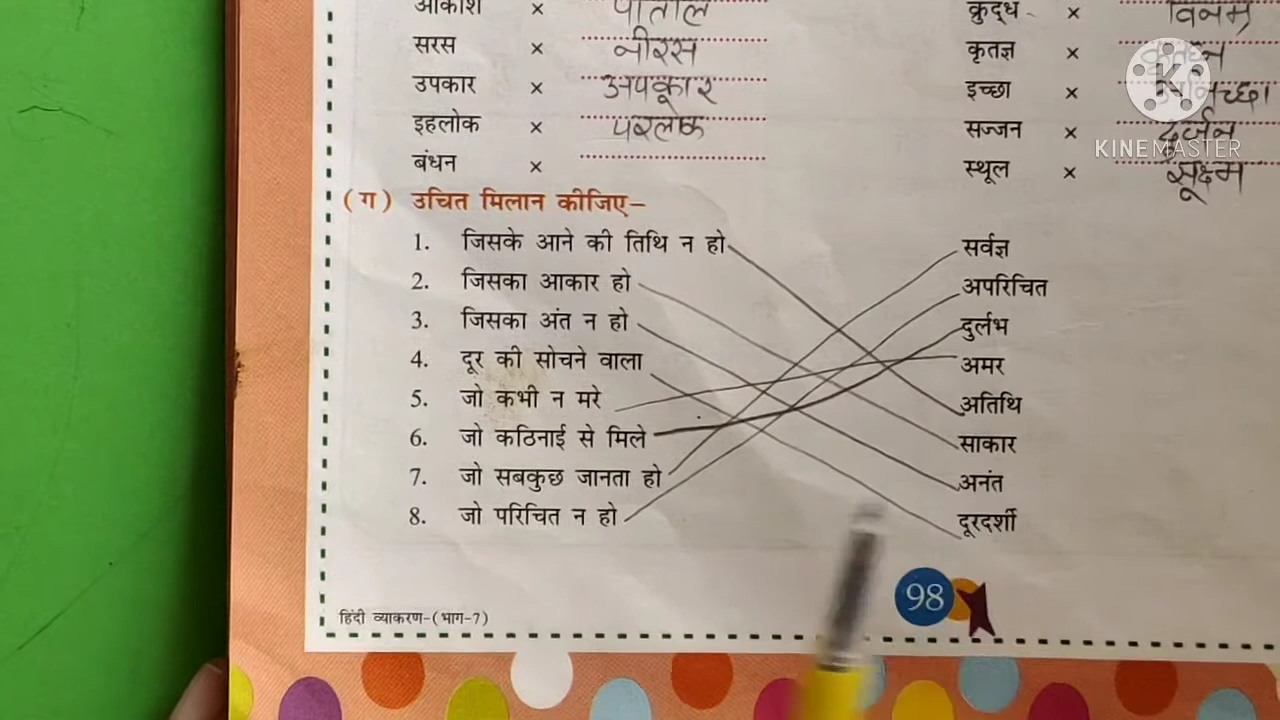 आकाश × पाताल
क्रुद्ध × विनम्र
सरस × नीरस
कृतज्ञ ×
उपकार × अपकार
इच्छा ×
इहलोक × परलोक
सज्जन × दुर्जन
बंधन ×
स्थूल × सूक्ष्म
KINEMASTER
(ग) उचित मिलान कीजिए–
1. जिसके आने की तिथि न हो सर्वज्ञ
2. जिसका आकार हो अपरिचित
3. जिसका अंत न हो दुर्लभ
4. दूर की सोचने वाला अमर
5. जो कभी न मरे अतिथि
6. जो कठिनाई से मिले साकार
7. जो सबकुछ जानता हो अनंत
8. जो परिचित न हो दूरदर्शी
98
हिंदी व्याकरण–(भाग-7)